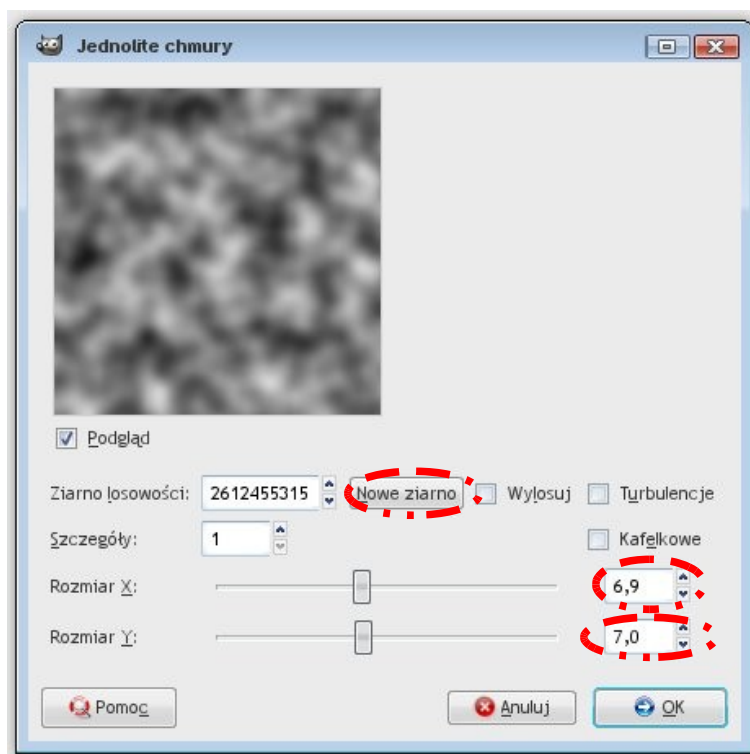 Jednolite chmury
Podgląd
Ziarno losowości: 2612455315 Nowe ziarno Wylosuj Turbulencje
Szczegóły: 1 Kafelkowe
Rozmiar X: 6,9
Rozmiar Y: 7,0
Pomoc Anuluj OK